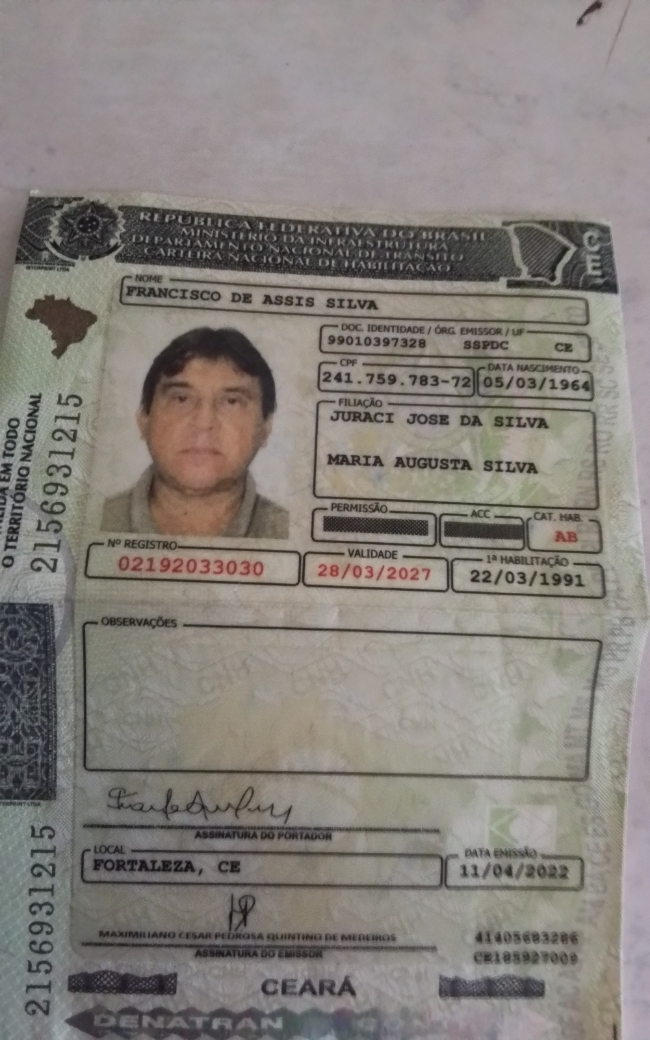 REPÚBLICA FEDERATIVA DO BRASIL
MINISTÉRIO DA INFRAESTRUTURA
DEPARTAMENTO NACIONAL DE TRÂNSITO
CARTEIRA NACIONAL DE HABILITAÇÃO
NOME
FRANCISCO DE ASSIS SILVA
DOC. IDENTIDADE / ÓRG. EMISSOR / UF
99010397328 SSPDC CE
CPF
241.759.783-72
DATA NASCIMENTO
05/03/1964
FILIAÇÃO
JURACI JOSE DA SILVA
MARIA AUGUSTA SILVA
PERMISSÃO
ACC
CAT. HAB.
AB
Nº REGISTRO
02192033030
VALIDADE
28/03/2027
1ª HABILITAÇÃO
22/03/1991
O TERRITÓRIO NACIONAL
2156931215
OBSERVAÇÕES
ASSINATURA DO PORTADOR
LOCAL
FORTALEZA, CE
DATA EMISSÃO
11/04/2022
MAXIMILIANO CESAR PEDROSA QUINTINO DE MEDEIROS
ASSINATURA DO EMISSOR
41405683286
CE185927009
2156931215
CEARÁ
DENATRAN